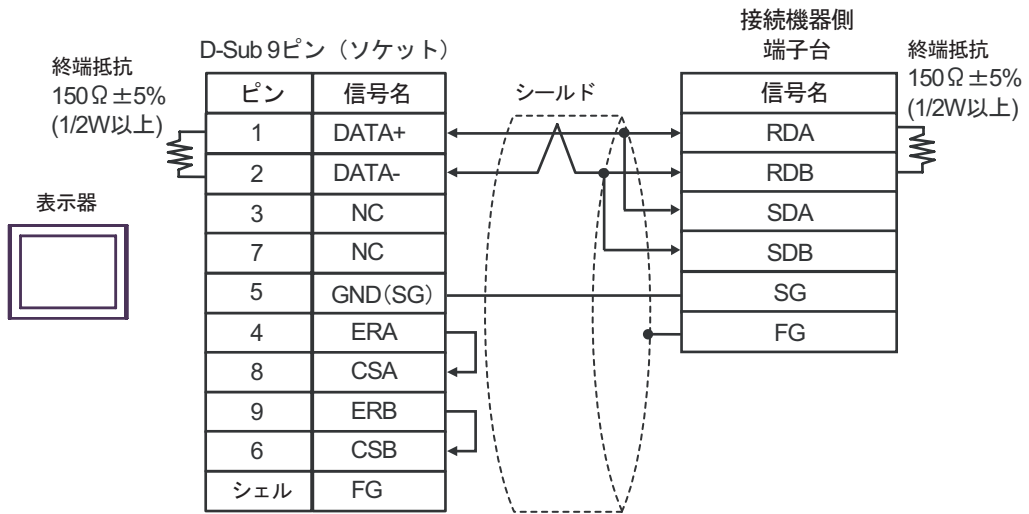 接続機器側
端子台
D-Sub 9ピン（ソケット）
終端抵抗
150Ω±5%
(1/2W以上)
終端抵抗
150Ω±5%
(1/2W以上)
シールド
表示器
ピン 信号名
1 DATA+
2 DATA-
3 NC
7 NC
5 GND(SG)
4 ERA
8 CSA
9 ERB
6 CSB
シェル FG
信号名
RDA
RDB
SDA
SDB
SG
FG